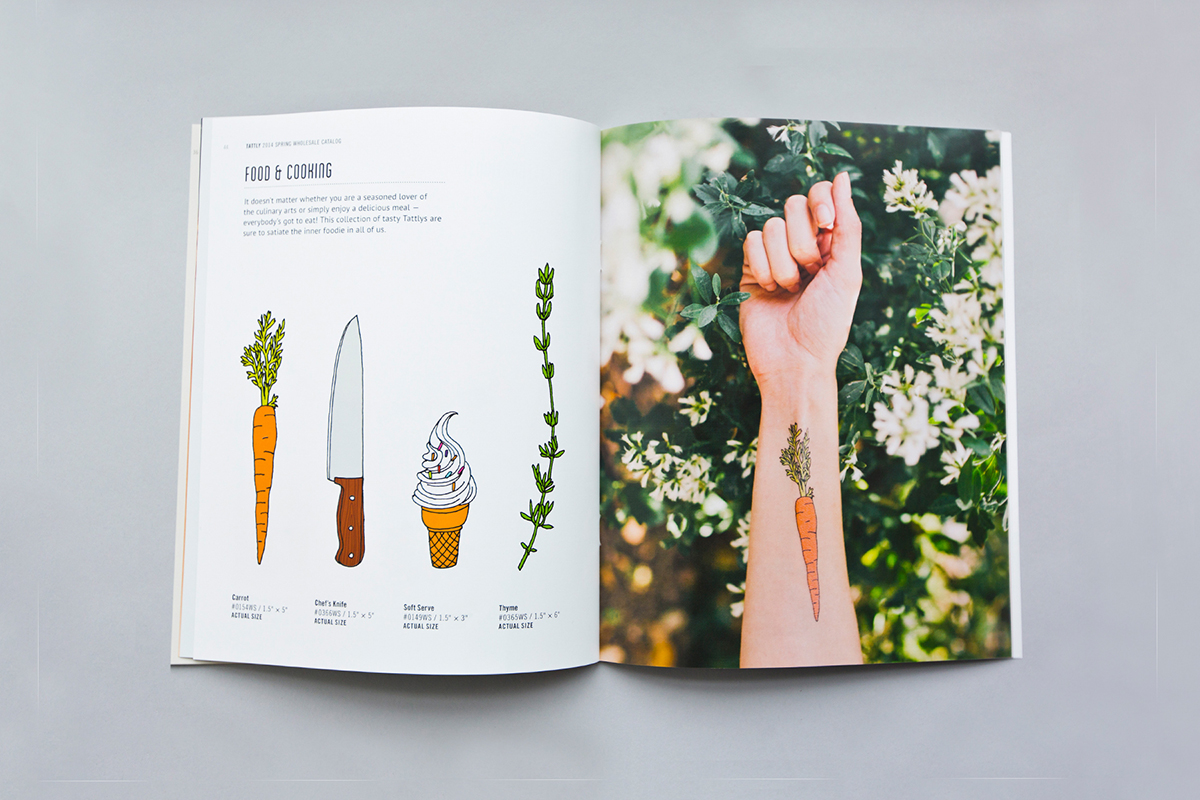 TATTLY 2014 SPRING WHOLESALE CATALOG
FOOD & COOKING
It doesn't matter whether you are a seasoned lover of
the culinary arts or simply enjoy a delicious meal —
everybody's got to eat! This collection of tasty Tattlys are
sure to satiate the inner foodie in all of us.
Carrot
#0154WS / 1.5" × 5"
ACTUAL SIZE
Chef's Knife
#0366WS / 1.5" × 5"
ACTUAL SIZE
Soft Serve
#0149WS / 1.5" × 3"
ACTUAL SIZE
Thyme
#0365WS / 1.5" × 6"
ACTUAL SIZE